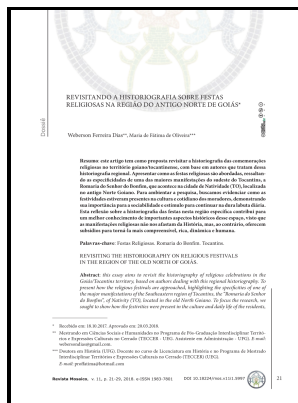 REVISITANDO A HISTORIOGRAFIA SOBRE FESTAS
RELIGIOSAS NA REGIÃO DO ANTIGO NORTE DE GOIÁS*
Dossiê
Weberson Ferreira Dias**, Maria de Fátima de Oliveira***
Resumo: este artigo tem como proposta revisitar a historiografia das comemorações
religiosas no território goiano/tocantinense, com base em autores que tratam dessa
historiografia regional. Apresentar como as festas religiosas são abordadas, ressaltan-
do as especificidades de uma das maiores manifestações do sudeste do Tocantins, a
Romaria do Senhor do Bonfim, que acontece na cidade de Natividade (TO), localizada
no antigo Norte Goiano. Para ambientar a pesquisa, buscamos evidenciar como as
festividades estiveram presentes na cultura e cotidiano dos moradores, demonstrando
sua importância para a sociabilidade e estímulo para continuar na dura labuta diária.
Esta reflexão sobre a historiografia das festas nesta região específica contribui para
um melhor conhecimento de importantes aspectos históricos desse espaço, visto que
as manifestações religiosas não nos afastam da História, mas, ao contrário, oferecem
subsídios para torná-la mais compreensível, rica, dinâmica e humana.
Palavras-chave: Festas Religiosas. Romaria do Bonfim. Tocantins.
REVISITING THE HISTORIOGRAPHY ON RELIGIOUS FESTIVALS
IN THE REGION OF THE OLD NORTH OF GOIÁS.
Abstract: this essay aims to revisit the historiography of religious celebrations in the
Goiás/Tocantins territory, based on authors dealing with this regional historiography. To
present how the religious festivals are approached, highlighting the specificities of one of
the major manifestations of the Southeastern region of Tocantins, the "Romaria do Senhor
do Bonfim", of Nativity (TO), located in the old North Goiano. To focus the research, we
sought to show how the festivities were present in the culture and daily life of the residents,
* Recebido em: 18.10.2017. Aprovado em: 20.03.2018.
** Mestrando em Ciências Sociais e Humanidades do Programa de Pós-Graduação Interdisciplinar Territó-
rios e Expressões Culturais no Cerrado (TECCER - UEG). Assistente em Administração - UFG. E-mail:
*** Doutora em História (UFG). Docente no curso de Licenciatura em História e no Programa de Mestrado
Interdisciplinar Territórios e Expressões Culturais no Cerrado (TECCER/UEG).
Revista Mosaico, v. 11, p. 21-29, 2018. e-ISSN 1983-7801
21